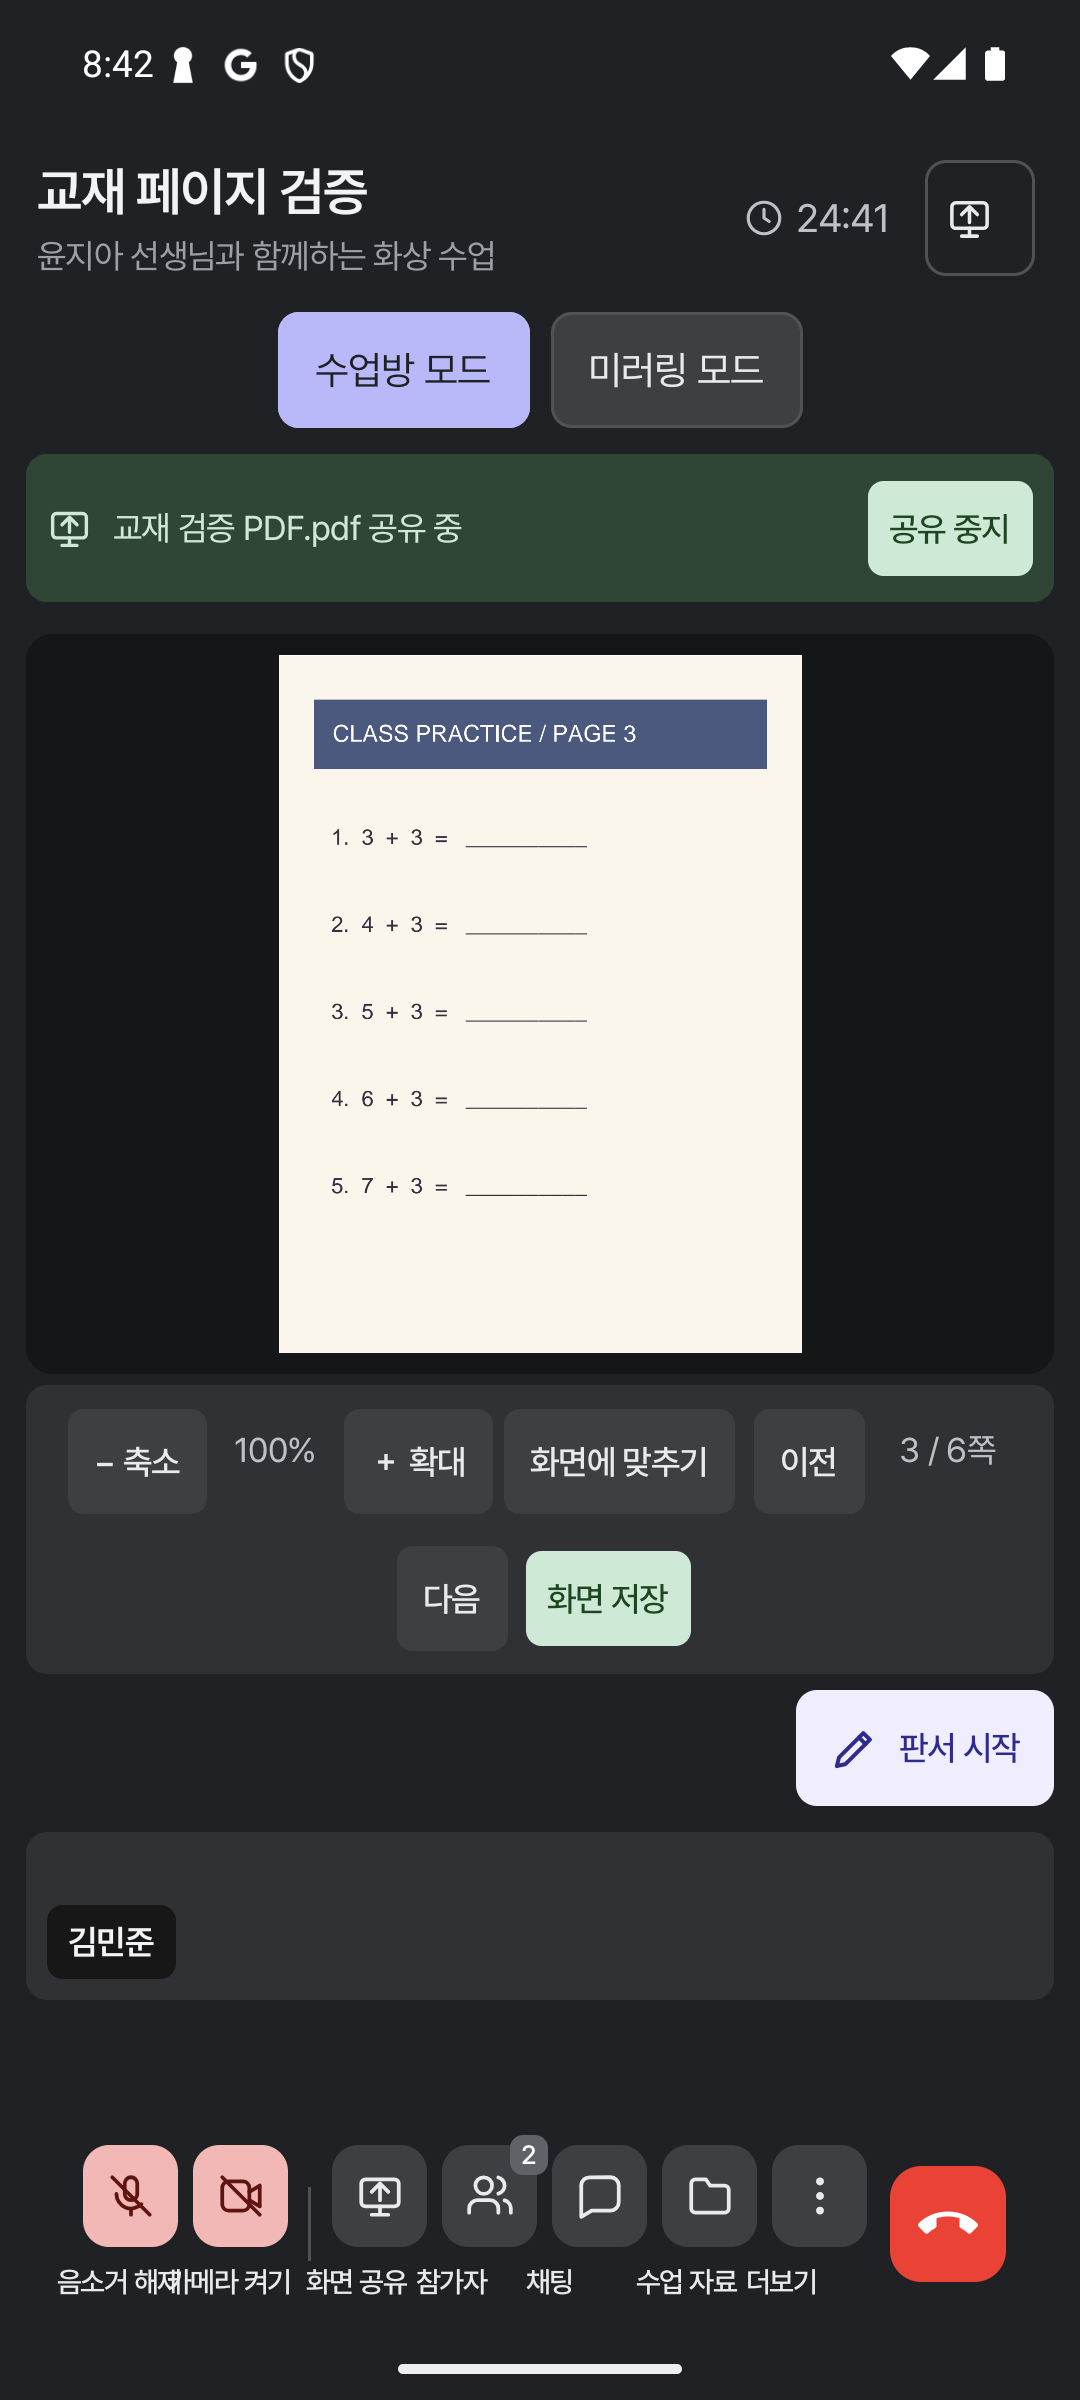 8:42
교재 페이지 검증
윤지아 선생님과 함께하는 화상 수업
24:41
수업방 모드
미러링 모드
교재 검증 PDF.pdf 공유 중
공유 중지
CLASS PRACTICE / PAGE 3
1. 3 + 3 = __________
2. 4 + 3 = __________
3. 5 + 3 = __________
4. 6 + 3 = __________
5. 7 + 3 = __________
− 축소
100%
+ 확대
화면에 맞추기
이전
3 / 6쪽
다음
화면 저장
판서 시작
김민준
2
음소거 해제
카메라 켜기
화면 공유
참가자
채팅
수업 자료
더보기